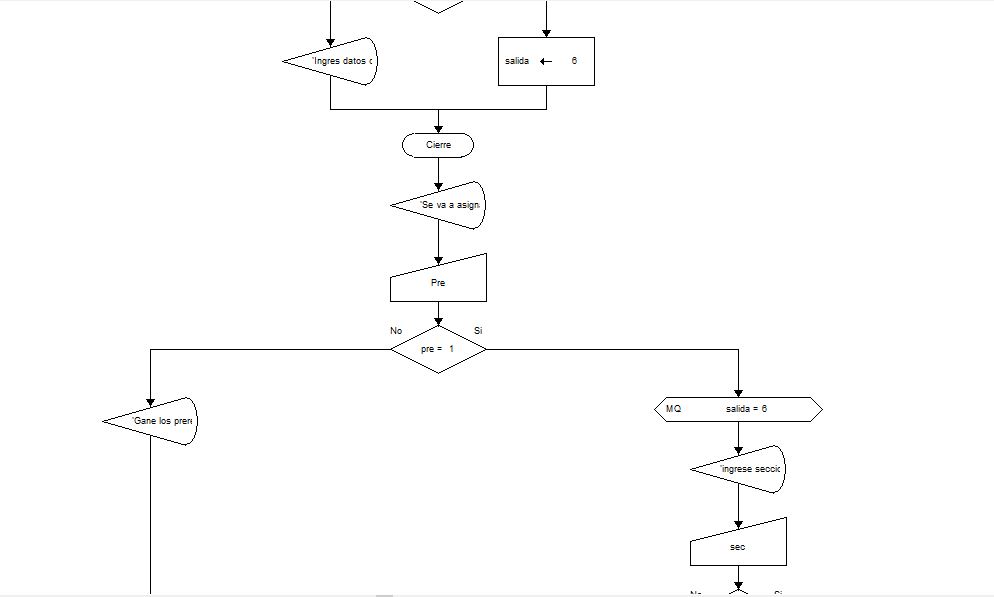 'Ingres datos c
salida ← 6
Cierre
'Se va a asign
Pre
No Si
pre = 1
MQ salida = 6
'Gane los prer
'ingrese seccic
sec
No Si